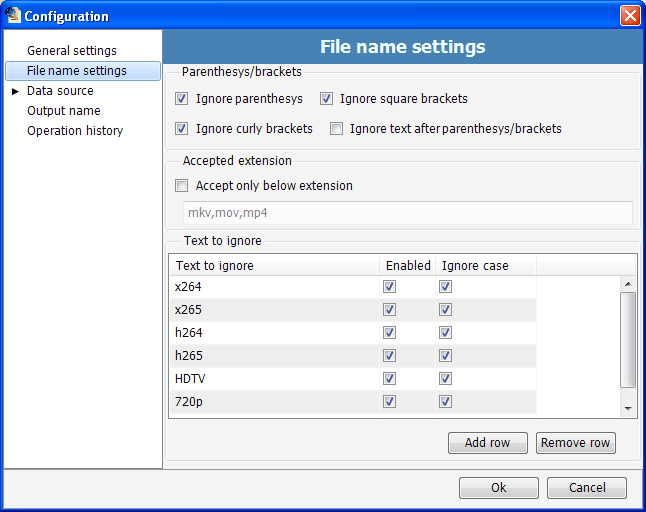 Configuration
General settings
File name settings
Data source
Output name
Operation history
File name settings
Parenthesys/brackets
Ignore parenthesys Ignore square brackets
Ignore curly brackets Ignore text after parenthesys/brackets
Accepted extension
Accept only below extension
mkv,mov,mp4
Text to ignore
Text to ignore Enabled Ignore case
x264
x265
h264
h265
HDTV
720p
Add row Remove row
Ok Cancel